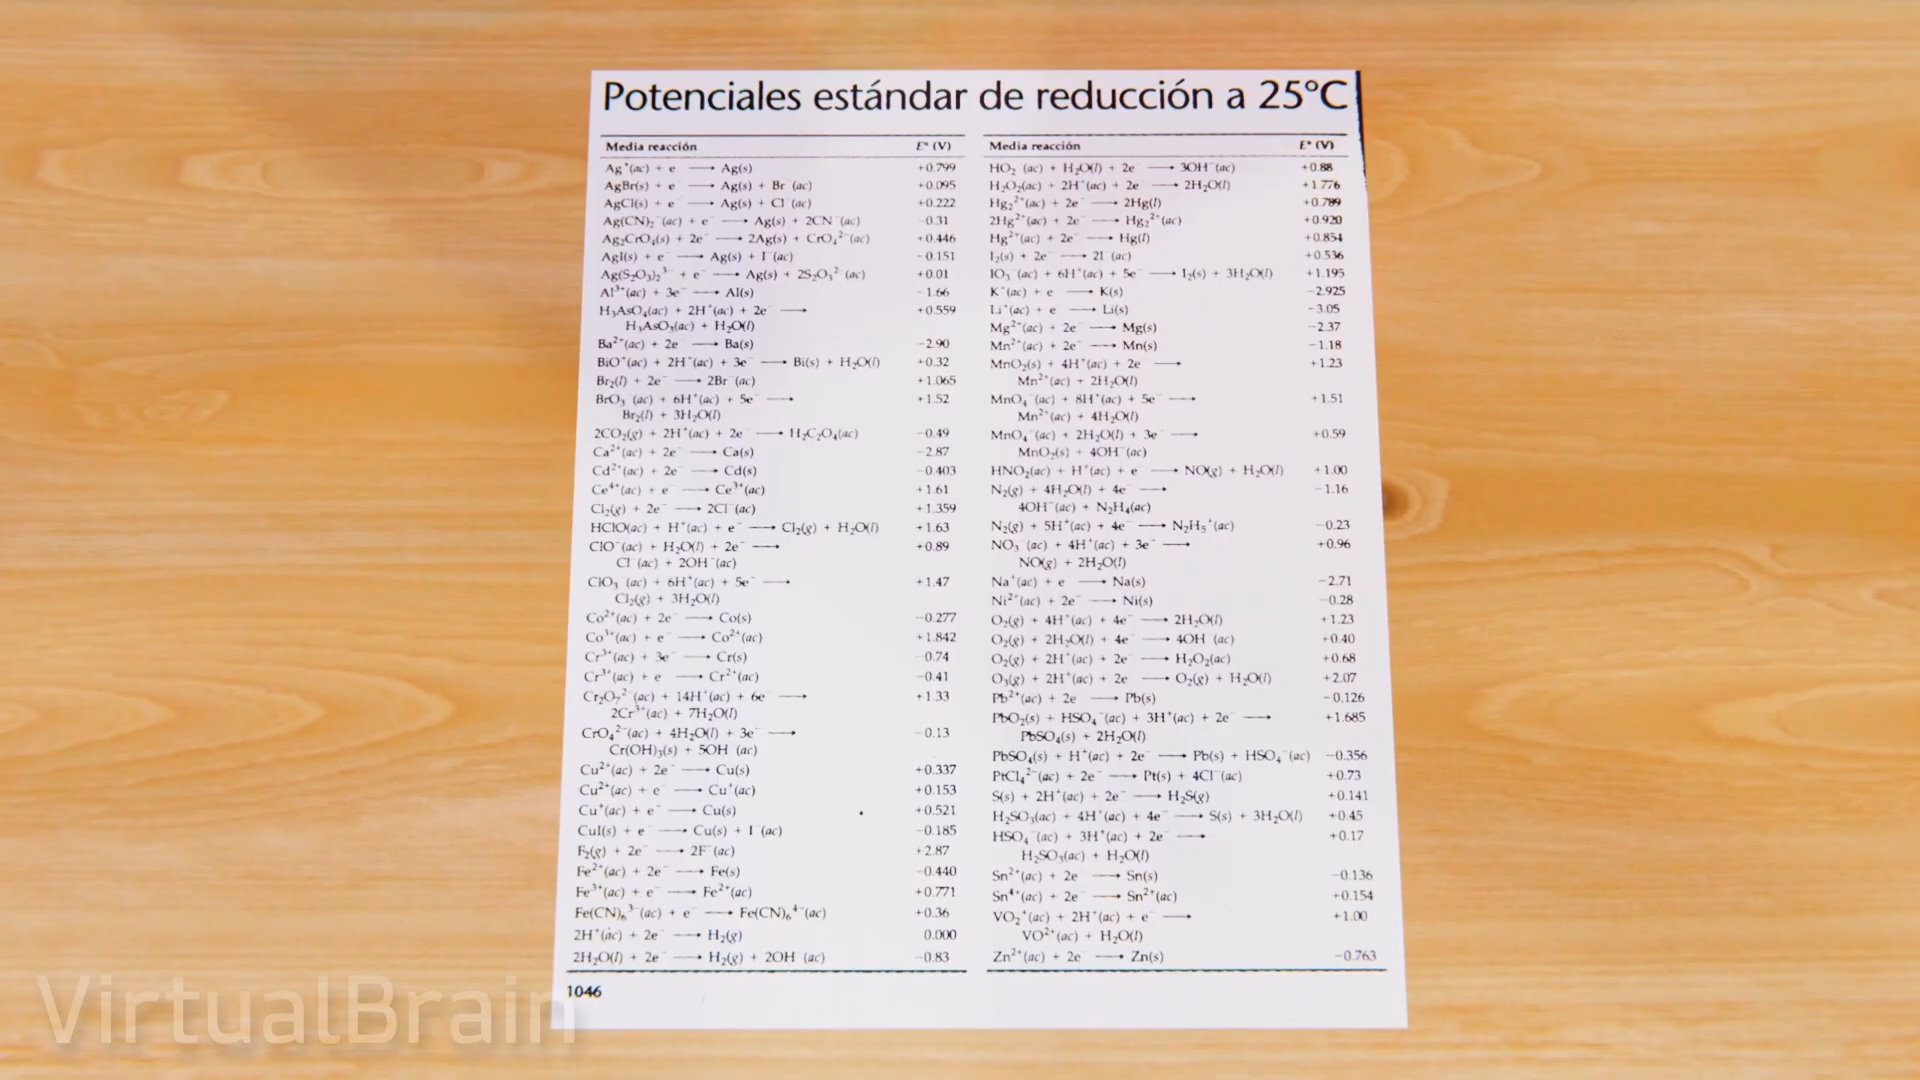 Potenciales estándar de reducción a 25°C
Media reacción E° (V)
Ag⁺(ac) + e ⟶ Ag(s) +0.799
AgBr(s) + e ⟶ Ag(s) + Br (ac) +0.095
AgCl(s) + e⁻ ⟶ Ag(s) + Cl⁻(ac) +0.222
Ag(CN)₂⁻(ac) + e⁻ ⟶ Ag(s) + 2CN⁻(ac) −0.31
Ag₂CrO₄(s) + 2e⁻ ⟶ 2Ag(s) + CrO₄²⁻(ac) +0.446
AgI(s) + e⁻ ⟶ Ag(s) + I⁻(ac) −0.151
Ag(S₂O₃)₂³⁻ + e⁻ ⟶ Ag(s) + 2S₂O₃²⁻(ac) +0.01
Al³⁺(ac) + 3e⁻ ⟶ Al(s) −1.66
H₃AsO₄(ac) + 2H⁺(ac) + 2e⁻ ⟶ +0.559
H₃AsO₃(ac) + H₂O(l)
Ba²⁺(ac) + 2e ⟶ Ba(s) −2.90
BiO⁺(ac) + 2H⁺(ac) + 3e⁻ ⟶ Bi(s) + H₂O(l) +0.32
Br₂(l) + 2e⁻ ⟶ 2Br⁻(ac) +1.065
BrO₃⁻(ac) + 6H⁺(ac) + 5e⁻ ⟶ +1.52
Br₂(l) + 3H₂O(l)
2CO₂(g) + 2H⁺(ac) + 2e⁻ ⟶ H₂C₂O₄(ac) −0.49
Ca²⁺(ac) + 2e⁻ ⟶ Ca(s) −2.87
Cd²⁺(ac) + 2e⁻ ⟶ Cd(s) −0.403
Ce⁴⁺(ac) + e⁻ ⟶ Ce³⁺(ac) +1.61
Cl₂(g) + 2e⁻ ⟶ 2Cl⁻(ac) +1.359
HClO(ac) + H⁺(ac) + e⁻ ⟶ Cl₂(g) + H₂O(l) +1.63
ClO⁻(ac) + H₂O(l) + 2e⁻ ⟶ +0.89
Cl⁻(ac) + 2OH⁻(ac)
ClO₃⁻(ac) + 6H⁺(ac) + 5e⁻ ⟶ +1.47
Cl₂(g) + 3H₂O(l)
Co²⁺(ac) + 2e⁻ ⟶ Co(s) −0.277
Co³⁺(ac) + e⁻ ⟶ Co²⁺(ac) +1.842
Cr³⁺(ac) + 3e⁻ ⟶ Cr(s) −0.74
Cr³⁺(ac) + e ⟶ Cr²⁺(ac) −0.41
Cr₂O₇²⁻(ac) + 14H⁺(ac) + 6e ⟶ +1.33
2Cr³⁺(ac) + 7H₂O(l)
CrO₄²⁻(ac) + 4H₂O(l) + 3e⁻ ⟶ −0.13
Cr(OH)₃(s) + 5OH⁻(ac)
Cu²⁺(ac) + 2e⁻ ⟶ Cu(s) +0.337
Cu²⁺(ac) + e⁻ ⟶ Cu⁺(ac) +0.153
Cu⁺(ac) + e⁻ ⟶ Cu(s) +0.521
CuI(s) + e⁻ ⟶ Cu(s) + I⁻(ac) −0.185
F₂(g) + 2e⁻ ⟶ 2F⁻(ac) +2.87
Fe²⁺(ac) + 2e⁻ ⟶ Fe(s) −0.440
Fe³⁺(ac) + e⁻ ⟶ Fe²⁺(ac) +0.771
Fe(CN)₆³⁻(ac) + e⁻ ⟶ Fe(CN)₆⁴⁻(ac) +0.36
2H⁺(ac) + 2e⁻ ⟶ H₂(g) 0.000
2H₂O(l) + 2e⁻ ⟶ H₂(g) + 2OH⁻(ac) −0.83
Media reacción E° (V)
HO₂⁻(ac) + H₂O(l) + 2e⁻ ⟶ 3OH⁻(ac) +0.88
H₂O₂(ac) + 2H⁺(ac) + 2e ⟶ 2H₂O(l) +1.776
Hg₂²⁺(ac) + 2e⁻ ⟶ 2Hg(l) +0.789
2Hg²⁺(ac) + 2e⁻ ⟶ Hg₂²⁺(ac) +0.920
Hg²⁺(ac) + 2e⁻ ⟶ Hg(l) +0.854
I₂(s) + 2e⁻ ⟶ 2I⁻(ac) +0.536
IO₃⁻(ac) + 6H⁺(ac) + 5e⁻ ⟶ I₂(s) + 3H₂O(l) +1.195
K⁺(ac) + e ⟶ K(s) −2.925
Li⁺(ac) + e⁻ ⟶ Li(s) −3.05
Mg²⁺(ac) + 2e⁻ ⟶ Mg(s) −2.37
Mn²⁺(ac) + 2e⁻ ⟶ Mn(s) −1.18
MnO₂(s) + 4H⁺(ac) + 2e ⟶ +1.23
Mn²⁺(ac) + 2H₂O(l)
MnO₄⁻(ac) + 8H⁺(ac) + 5e⁻ ⟶ +1.51
Mn²⁺(ac) + 4H₂O(l)
MnO₄⁻(ac) + 2H₂O(l) + 3e⁻ ⟶ +0.59
MnO₂(s) + 4OH⁻(ac)
HNO₂(ac) + H⁺(ac) + e⁻ ⟶ NO(g) + H₂O(l) +1.00
N₂(g) + 4H₂O(l) + 4e⁻ ⟶ −1.16
4OH⁻(ac) + N₂H₄(ac)
N₂(g) + 5H⁺(ac) + 4e⁻ ⟶ N₂H₅⁺(ac) −0.23
NO₃⁻(ac) + 4H⁺(ac) + 3e⁻ ⟶ +0.96
NO(g) + 2H₂O(l)
Na⁺(ac) + e ⟶ Na(s) −2.71
Ni²⁺(ac) + 2e⁻ ⟶ Ni(s) −0.28
O₂(g) + 4H⁺(ac) + 4e⁻ ⟶ 2H₂O(l) +1.23
O₂(g) + 2H₂O(l) + 4e⁻ ⟶ 4OH⁻(ac) +0.40
O₂(g) + 2H⁺(ac) + 2e⁻ ⟶ H₂O₂(ac) +0.68
O₃(g) + 2H⁺(ac) + 2e ⟶ O₂(g) + H₂O(l) +2.07
Pb²⁺(ac) + 2e ⟶ Pb(s) −0.126
PbO₂(s) + HSO₄⁻(ac) + 3H⁺(ac) + 2e⁻ ⟶ +1.685
PbSO₄(s) + 2H₂O(l)
PbSO₄(s) + H⁺(ac) + 2e⁻ ⟶ Pb(s) + HSO₄⁻(ac) −0.356
PtCl₄²⁻(ac) + 2e⁻ ⟶ Pt(s) + 4Cl⁻(ac) +0.73
S(s) + 2H⁺(ac) + 2e⁻ ⟶ H₂S(g) +0.141
H₂SO₃(ac) + 4H⁺(ac) + 4e⁻ ⟶ S(s) + 3H₂O(l) +0.45
HSO₄⁻(ac) + 3H⁺(ac) + 2e⁻ ⟶ +0.17
H₂SO₃(ac) + H₂O(l)
Sn²⁺(ac) + 2e ⟶ Sn(s) −0.136
Sn⁴⁺(ac) + 2e⁻ ⟶ Sn²⁺(ac) +0.154
VO₂⁺(ac) + 2H⁺(ac) + e⁻ ⟶ +1.00
VO²⁺(ac) + H₂O(l)
Zn²⁺(ac) + 2e⁻ ⟶ Zn(s) −0.763
1046
VirtualBrain